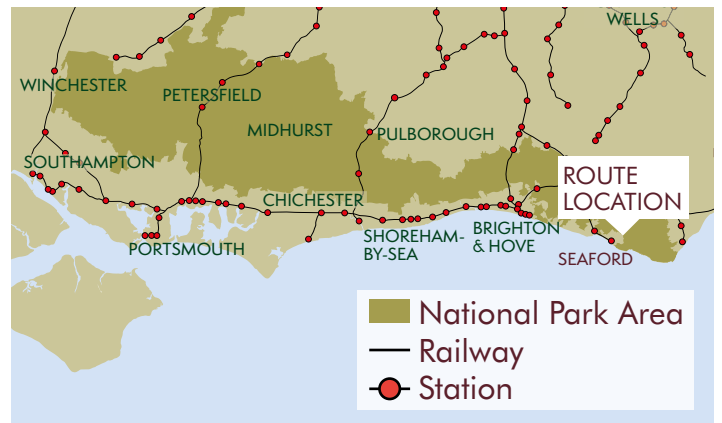 WELLS
WINCHESTER
PETERSFIELD
MIDHURST
PULBOROUGH
SOUTHAMPTON
ROUTE
LOCATION
CHICHESTER
PORTSMOUTH
SHOREHAM-
BY-SEA
BRIGHTON
& HOVE
SEAFORD
National Park Area
Railway
Station